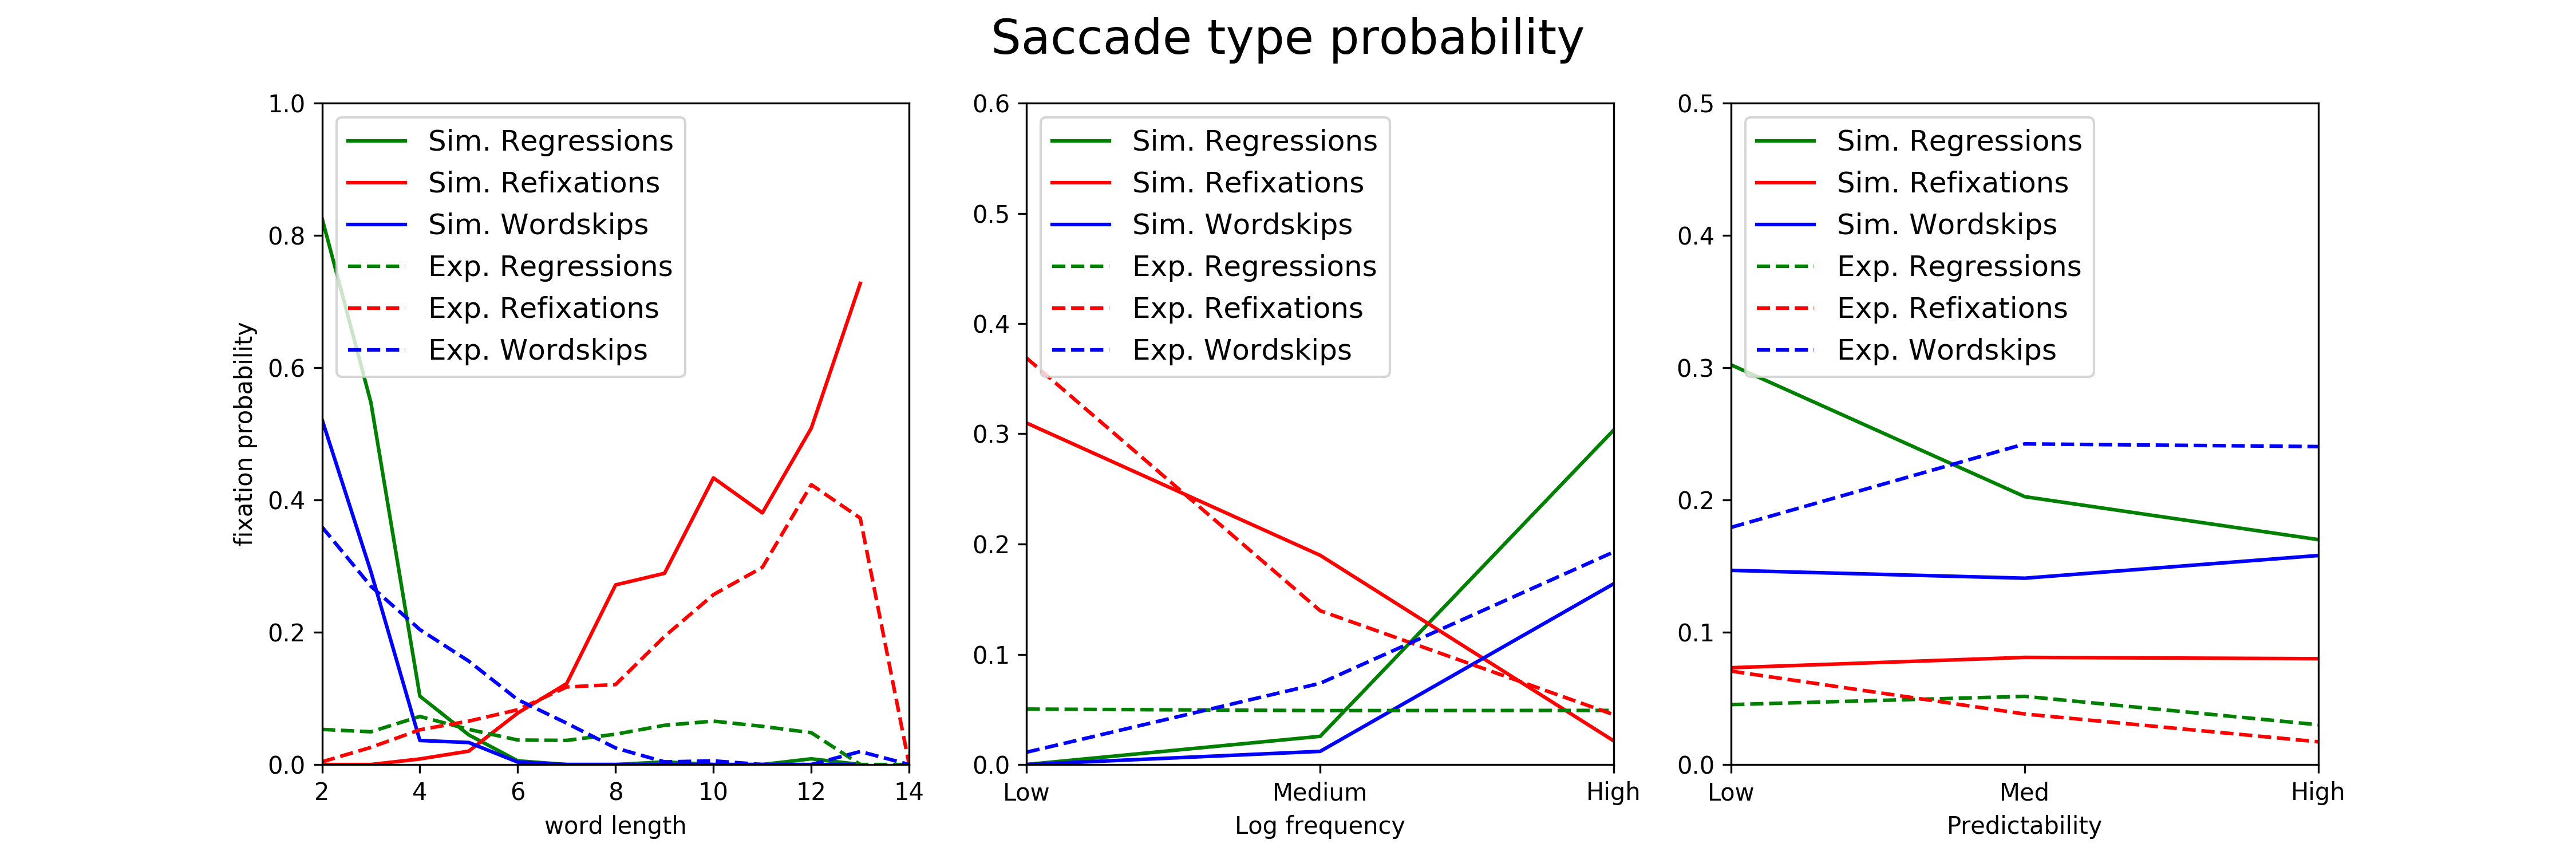 Saccade type probability
1.0
0.8
0.6
0.4
0.2
0.0
fixation probability
Sim. Regressions
Sim. Refixations
Sim. Wordskips
Exp. Regressions
Exp. Refixations
Exp. Wordskips
2 4 6 8 10 12 14
word length
0.6
0.5
0.4
0.3
0.2
0.1
0.0
Sim. Regressions
Sim. Refixations
Sim. Wordskips
Exp. Regressions
Exp. Refixations
Exp. Wordskips
Low Medium High
Log frequency
0.5
0.4
0.3
0.2
0.1
0.0
Sim. Regressions
Sim. Refixations
Sim. Wordskips
Exp. Regressions
Exp. Refixations
Exp. Wordskips
Low Med High
Predictability